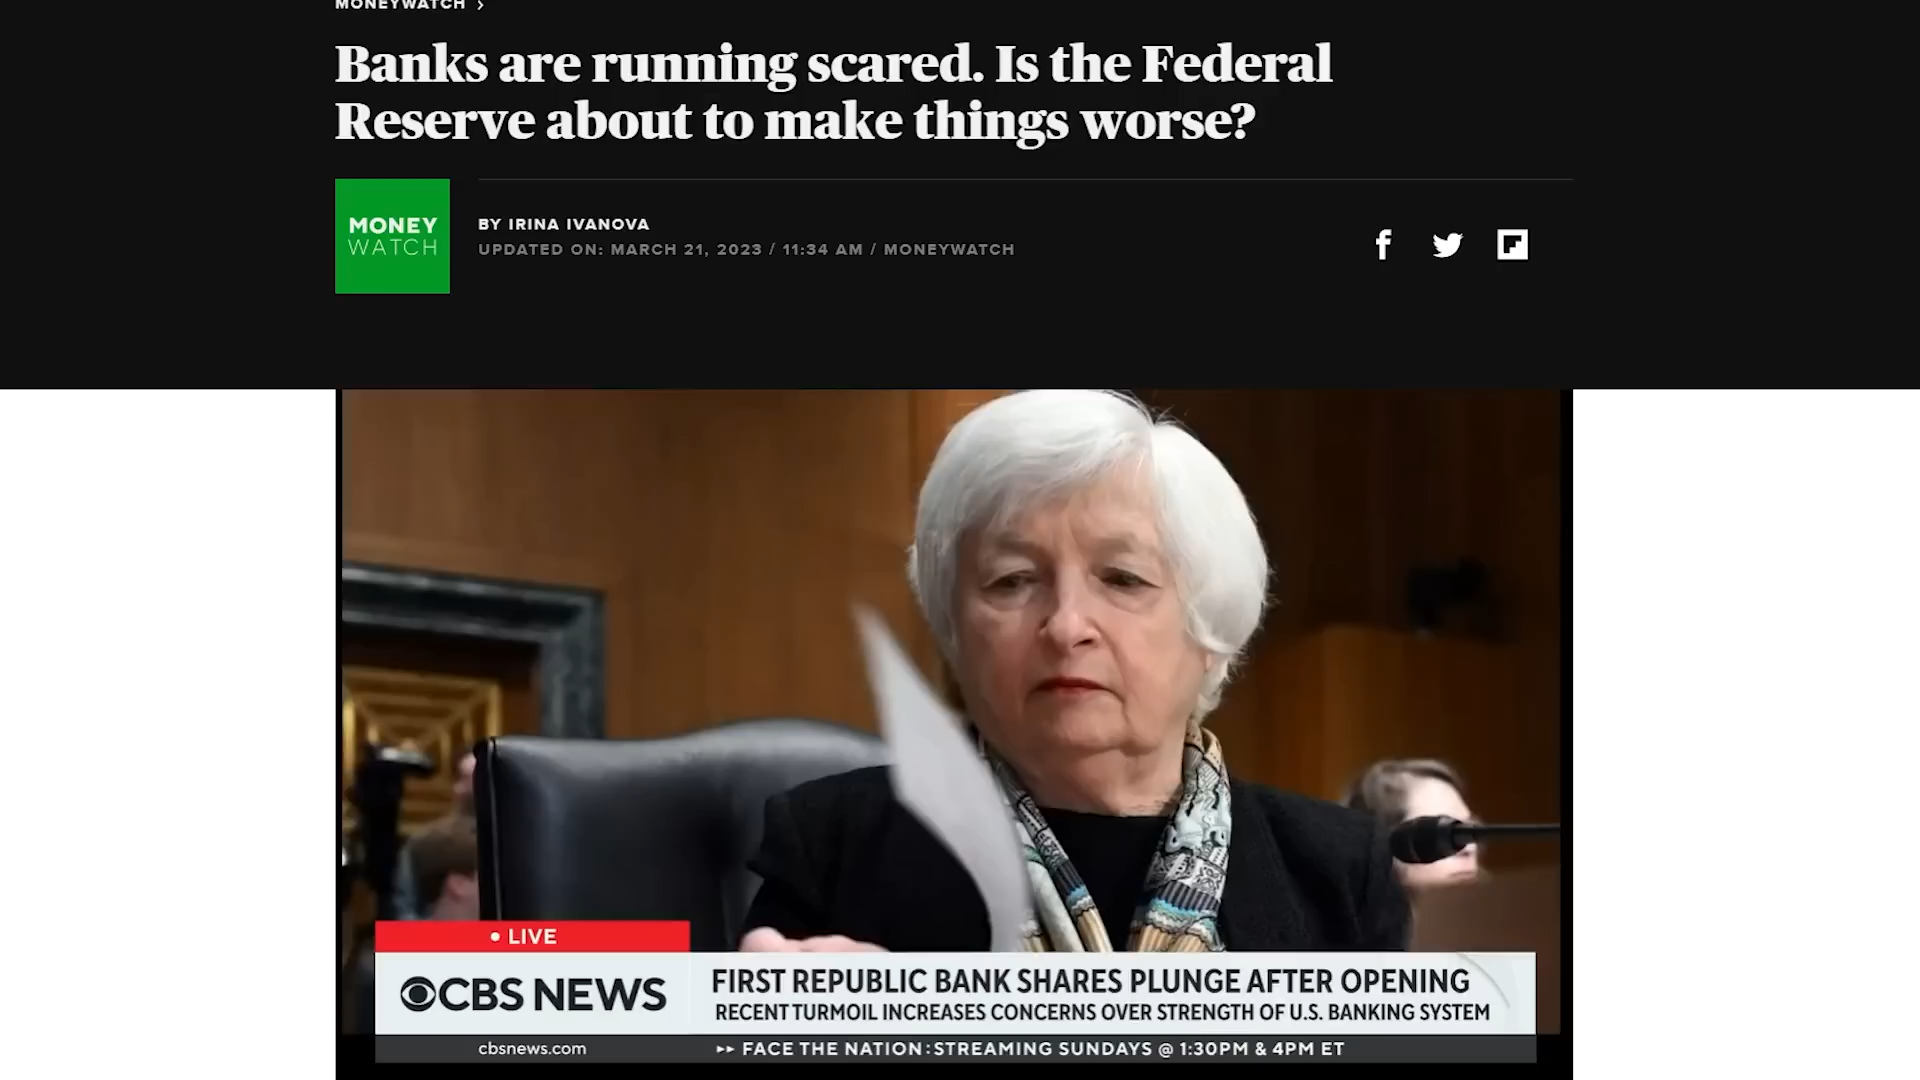 MONEYWATCH >
Banks are running scared. Is the Federal
Reserve about to make things worse?
MONEY
WATCH
BY IRINA IVANOVA
UPDATED ON: MARCH 21, 2023 / 11:34 AM / MONEYWATCH
• LIVE
CBS NEWS
FIRST REPUBLIC BANK SHARES PLUNGE AFTER OPENING
RECENT TURMOIL INCREASES CONCERNS OVER STRENGTH OF U.S. BANKING SYSTEM
cbsnews.com
FACE THE NATION: STREAMING SUNDAYS @ 1:30PM & 4PM ET